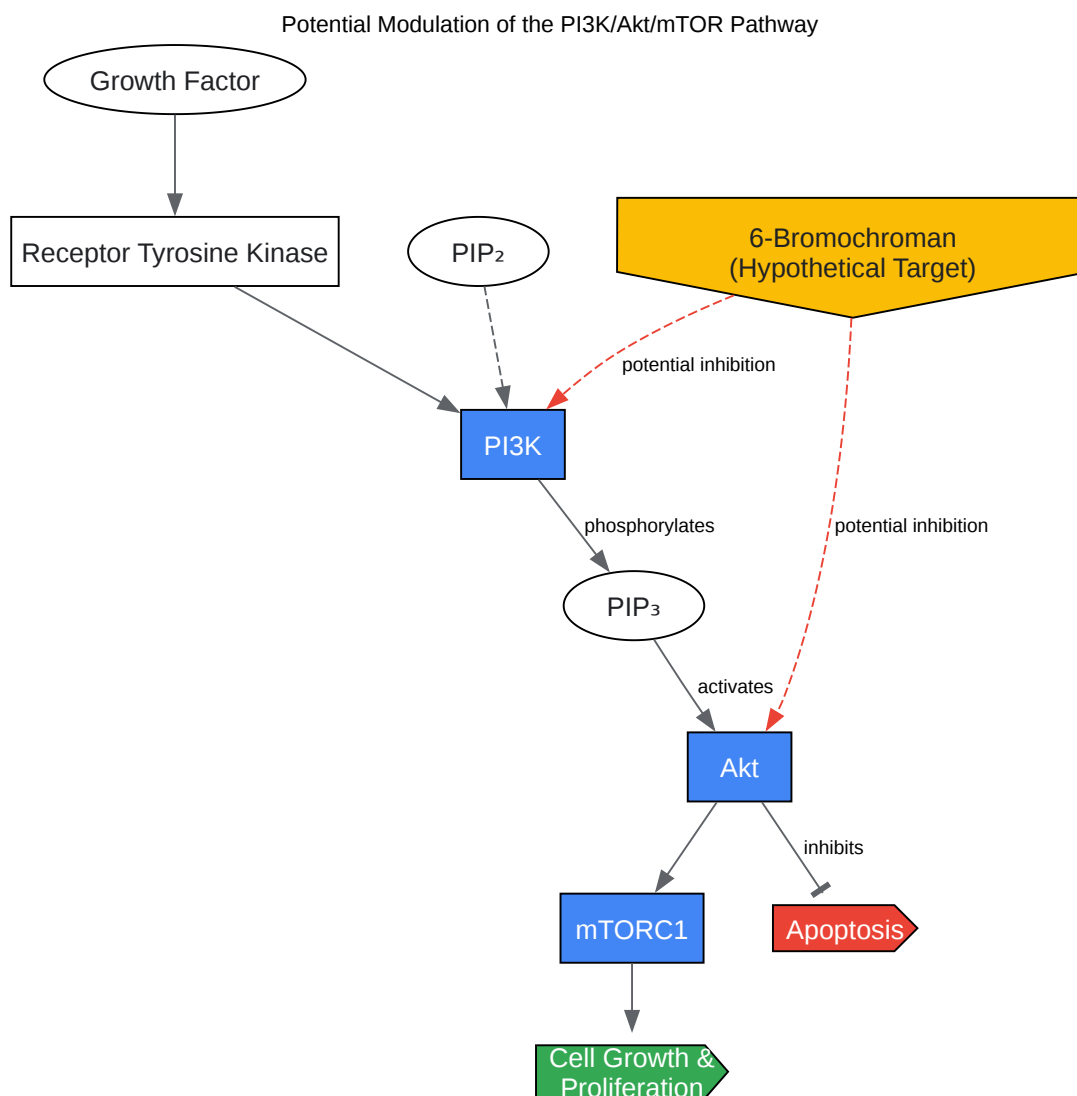 Potential Modulation of the PI3K/Akt/mTOR Pathway
Growth Factor
Receptor Tyrosine Kinase
PIP₂
6-Bromochroman
(Hypothetical Target)
potential inhibition
PI3K
phosphorylates
potential inhibition
PIP₃
activates
Akt
inhibits
mTORC1
Apoptosis
Cell Growth &
Proliferation